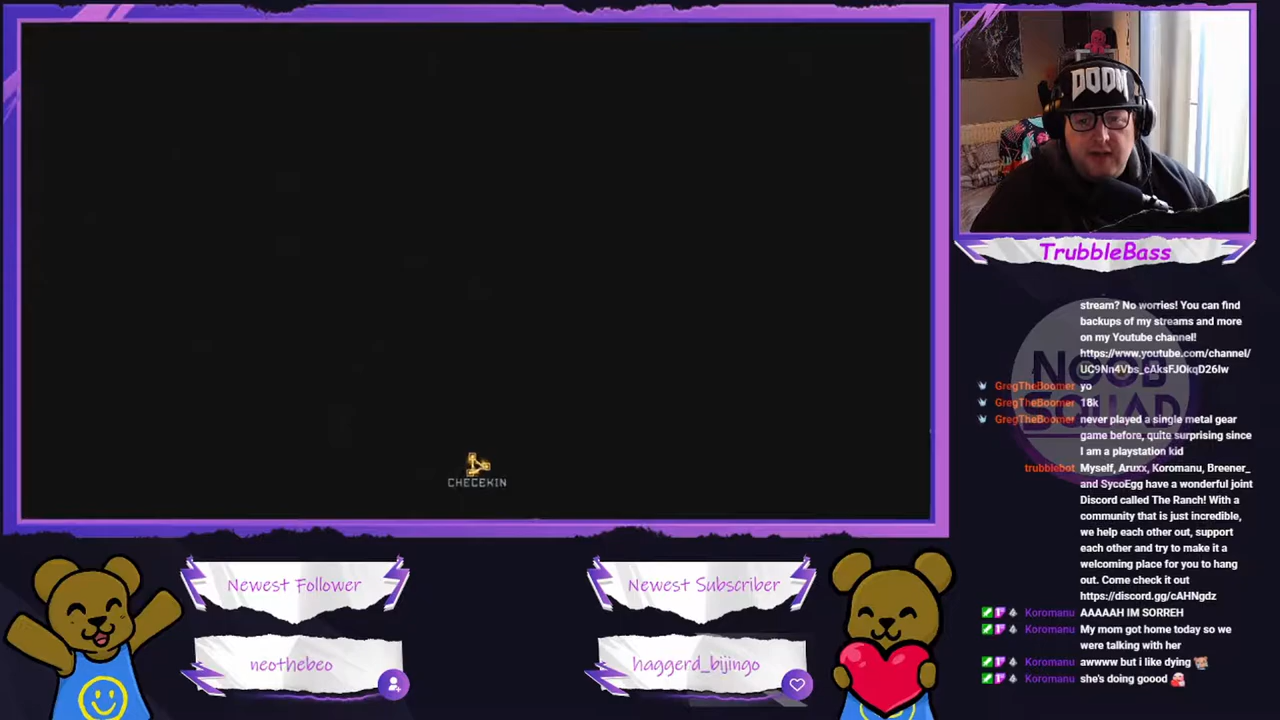 DOOM
TrubbleBass
stream? No worries! You can find
backups of my streams and more
on my Youtube channel!
https://www.youtube.com/channel/
UC9Nn4Vbs_cAksFJOkqD26lw
GregTheBoomer yo
GregTheBoomer 18k
GregTheBoomer never played a single metal gear
game before, quite surprising since
I am a playstation kid
trubblebot Myself, Aruxx, Koromanu, Breener_
and SycoEgg have a wonderful joint
Discord called The Ranch! With a
community that is just incredible,
we help each other out, support
each other and try to make it a
welcoming place for you to hang
out. Come check it out
https://discord.gg/cAHNgdz
Koromanu AAAAAH IM SORREH
Koromanu My mom got home today so we
were talking with her
Koromanu awwww but i like dying
Koromanu she's doing goood
NOOB
SQUAD
CHECEKIN
Newest Follower
neothebeo
Newest Subscriber
haggerd_bijingo